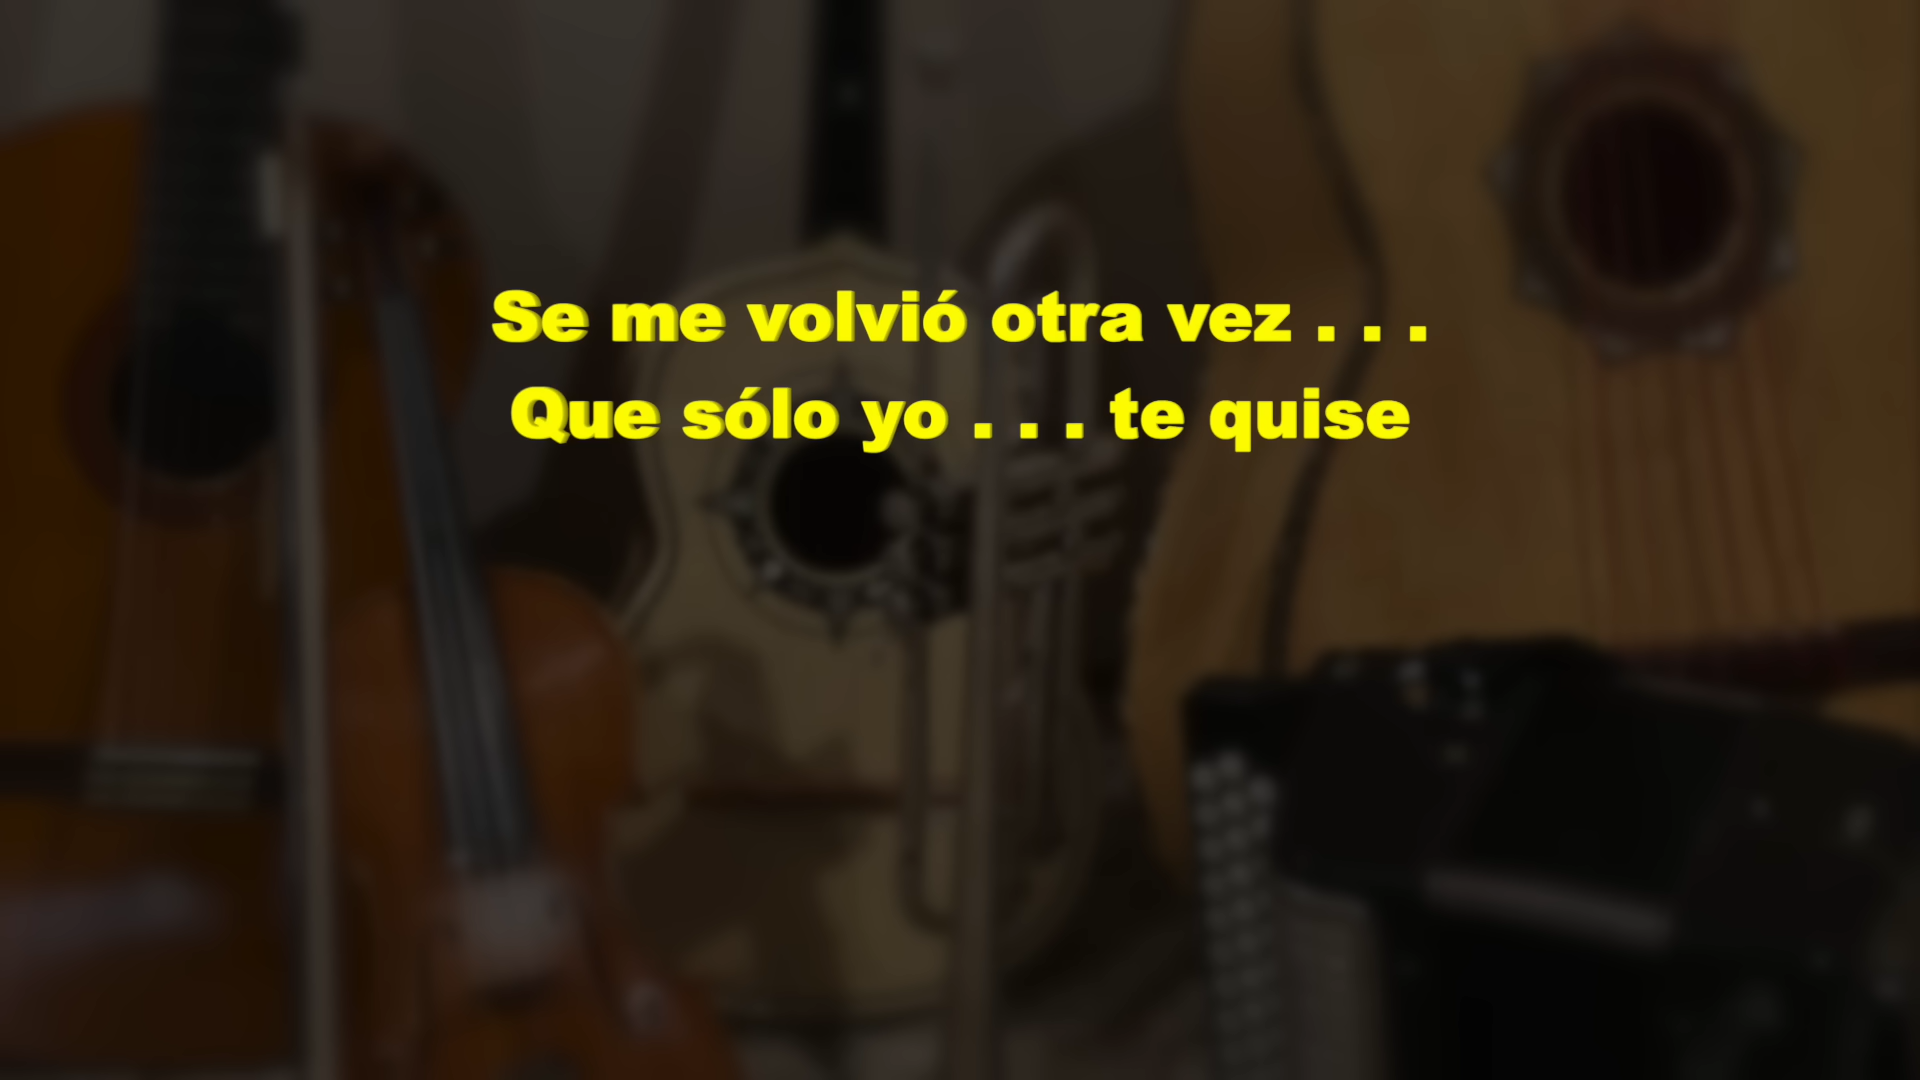 Se me volvió otra vez . . .
Que sólo yo . . . te quise